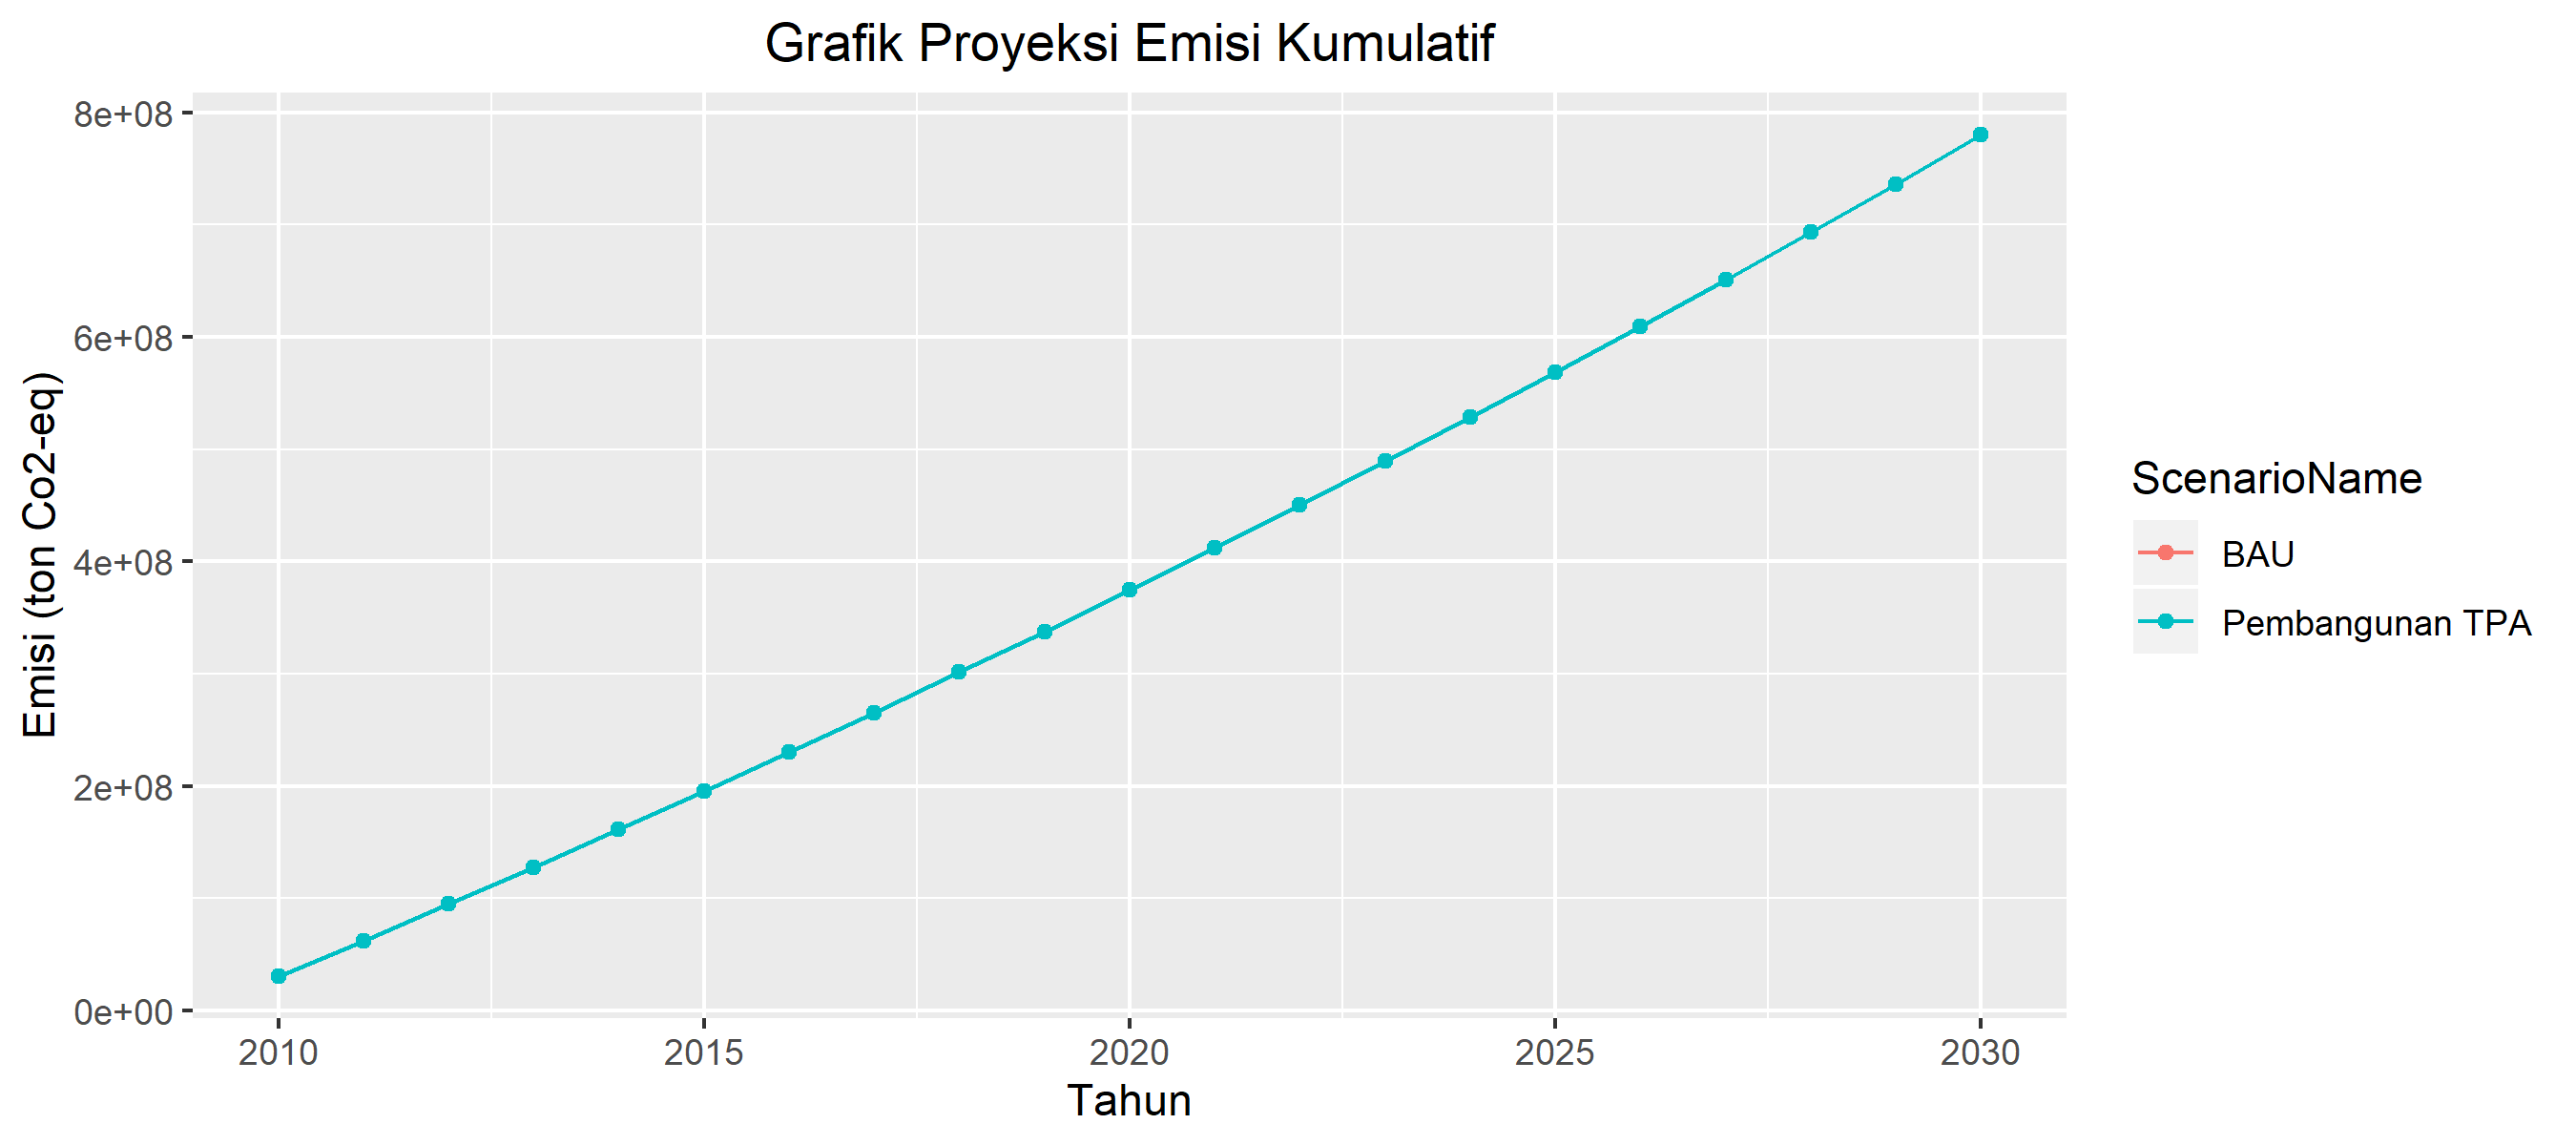 Grafik Proyeksi Emisi Kumulatif
8e+08
6e+08
4e+08
2e+08
0e+00
Emisi (ton Co2-eq)
2010
2015
2020
2025
2030
Tahun
ScenarioName
BAU
Pembangunan TPA